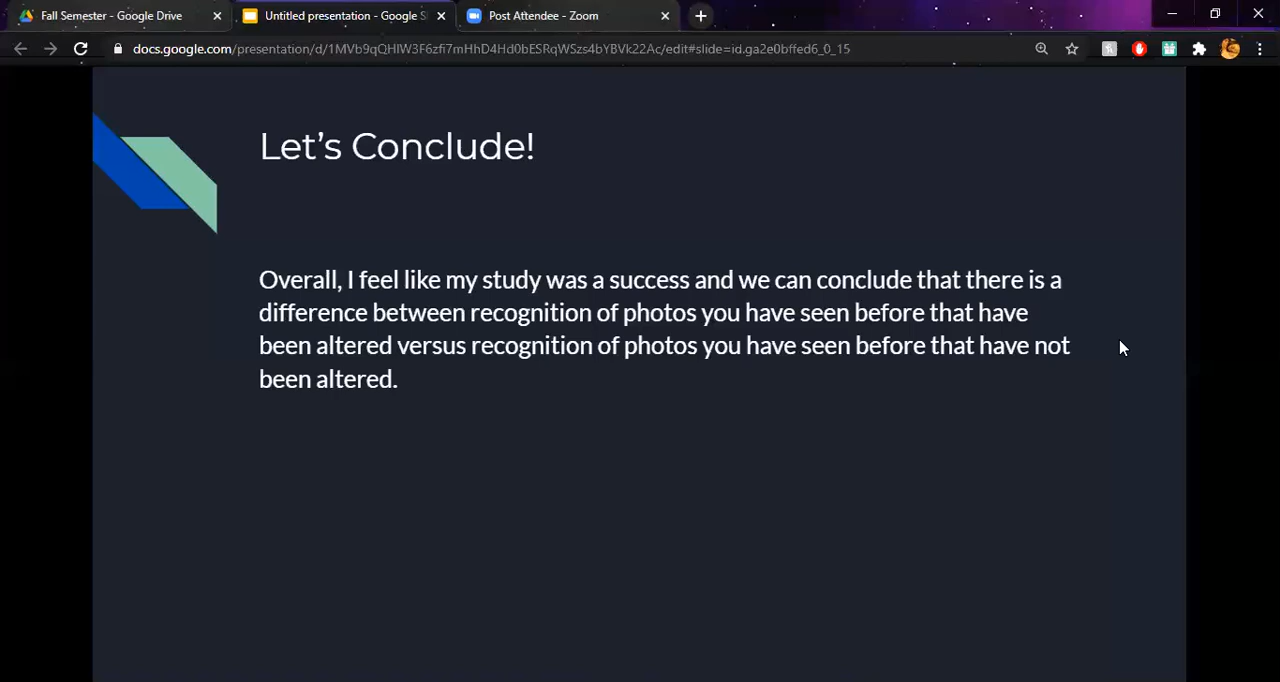 Fall Semester - Google Drive
Untitled presentation - Google S
Post Attendee - Zoom
docs.google.com/presentation/d/1MVb9qQHlW3F6zfi7mHhD4Hd0bESRqWSzs4bYBVk22Ac/edit#slide=id.ga2e0bffed6_0_15
Let’s Conclude!
Overall, I feel like my study was a success and we can conclude that there is a
difference between recognition of photos you have seen before that have
been altered versus recognition of photos you have seen before that have not
been altered.